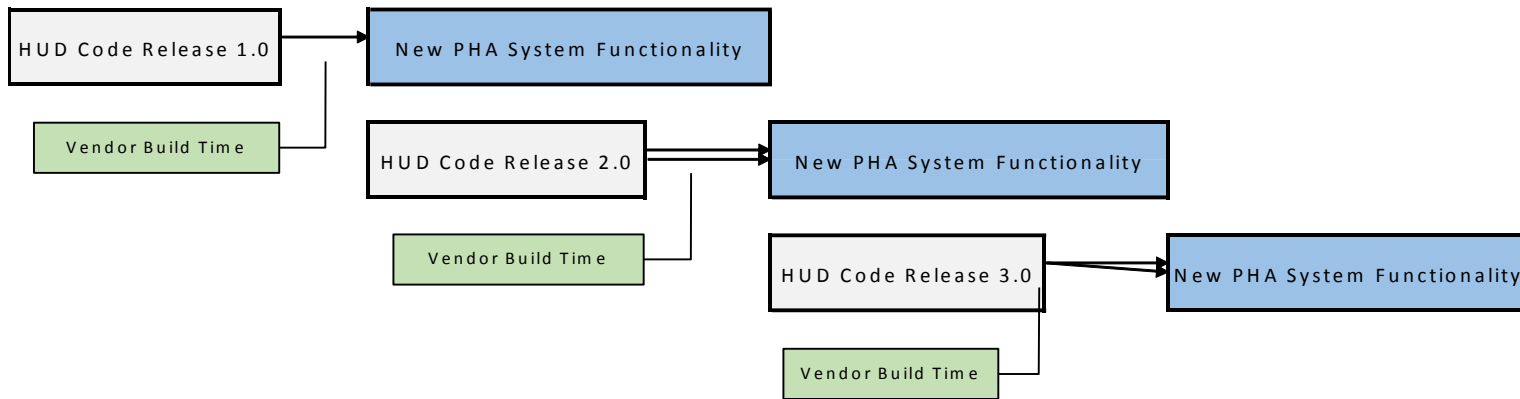 HUD Code Release 1.0
New PHA System Functionality
Vendor Build Time
HUD Code Release 2.0
New PHA System Functionality
Vendor Build Time
HUD Code Release 3.0
New PHA System Functionality
Vendor Build Time